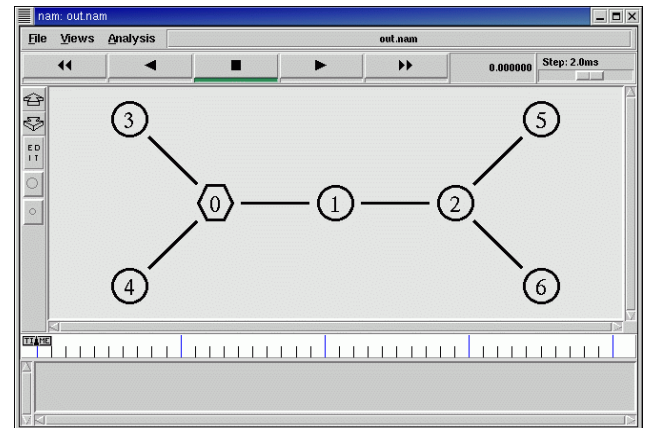 nam: out.nam
File Views Analysis out.nam
0.000000 Step: 2.0ms
E D
I T
3
5
0 1 2
4
6
TIME